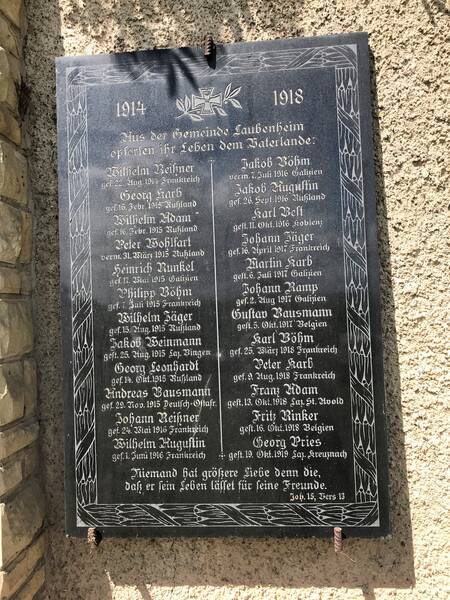 1914 1918
Aus der Gemeinde Laubenheim
opferten ihr Leben dem Vaterlande:
Wilhelm Beißner
gef. 22. Aug. 1914 Frankreich
Georg Karb
gef. 16. Febr. 1915 Rußland
Wilhelm Adam
gef. 16. Febr. 1915 Rußland
Peter Wohlfart
verm. 31. März 1915 Rußland
Heinrich Runkel
gef. 17. Mai 1915 Galizien
Philipp Böhm
gef. 7. Juli 1915 Frankreich
Wilhelm Jäger
gef. 15. Aug. 1915 Rußland
Jakob Weinmann
gest. 25. Aug. 1915 Laz. Bingen
Georg Leonhardt
gef. 14. Okt. 1915 Rußland
Andreas Bausmann
gef. 29. Nov. 1915 Deutsch-Ostafr.
Johann Reißner
gef. 24. Mai 1916 Frankreich
Wilhelm Augustin
gef. 1. Juni 1916 Frankreich
Jakob Böhm
verm. 7. Juli 1916 Galizien
Jakob Augustin
gef. 26. Sept. 1916 Rußland
Karl Best
gest. 11. Okt. 1916 Koblenz
Johann Jäger
gef. 16. April 1917 Frankreich
Martin Karb
gest. 6. Juli 1917 Galizien
Johann Ramp
gef. 2. Aug. 1917 Galizien
Gustav Bausmann
gest. 5. Okt. 1917 Belgien
Karl Böhm
gef. 25. März 1918 Frankreich
Peter Karb
gef. 9. Aug. 1918 Frankreich
Franz Adam
gest. 13. Okt. 1918 Laz. St. Avold
Fritz Rinker
gef. 16. Okt. 1918 Belgien
Georg Pries
gest. 19. Okt. 1919 Laz. Kreuznach
Niemand hat größere Liebe denn die,
daß er sein Leben lässet für seine Freunde.
Joh. 15, Vers 13